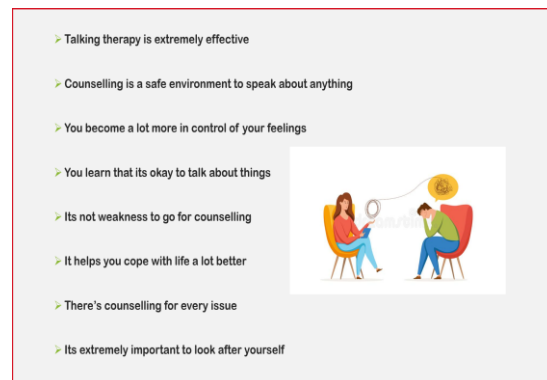 Talking therapy is extremely effective
Counselling is a safe environment to speak about anything
You become a lot more in control of your feelings
You learn that its okay to talk about things
Its not weakness to go for counselling
It helps you cope with life a lot better
There's counselling for every issue
Its extremely important to look after yourself